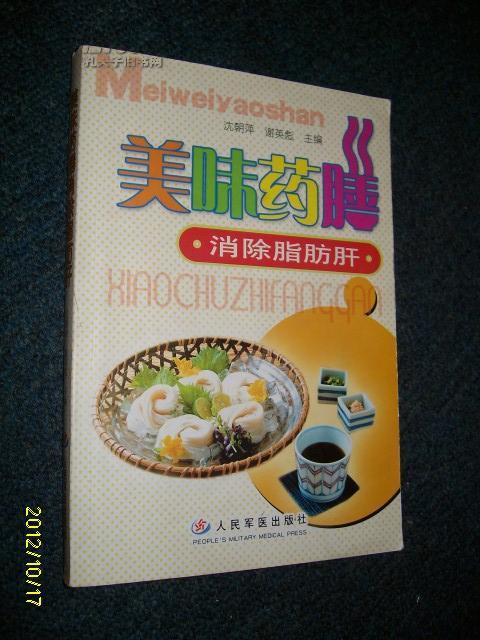 孔夫子旧书网
Meiweiyaoshan
沈朝萍 谢英彪 主编
美味药膳
·消除脂肪肝·
XIAOCHUZHIFANGGAN
人民军医出版社
PEOPLE'S MILITARY MEDICAL PRESS
2012/10/17